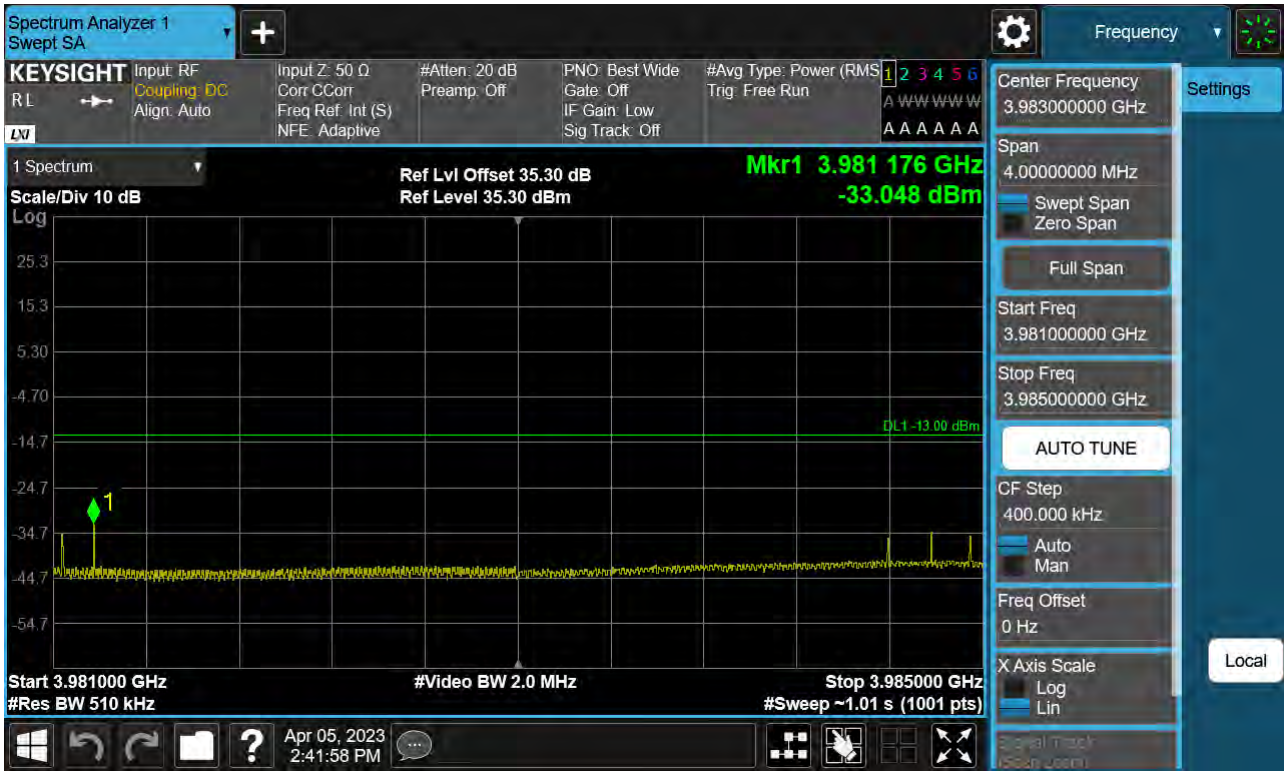 Spectrum Analyzer 1
Swept SA
Frequency
KEYSIGHT
RL
LXI
Input: RF
Coupling: DC
Align: Auto
Input Z: 50 Ω
Corr CCorr
Freq Ref: Int (S)
NFE: Adaptive
#Atten: 20 dB
Preamp: Off
PNO: Best Wide
Gate: Off
IF Gain: Low
Sig Track: Off
#Avg Type: Power (RMS
Trig: Free Run
1 2 3 4 5 6
A W W W W W
A A A A A A
1 Spectrum
Scale/Div 10 dB
Log
Ref Lvl Offset 35.30 dB
Ref Level 35.30 dBm
Mkr1 3.981 176 GHz
-33.048 dBm
25.3
15.3
5.30
-4.70
DL1 -13.00 dBm
-14.7
-24.7
1
-34.7
-44.7
-54.7
Start 3.981000 GHz
#Res BW 510 kHz
#Video BW 2.0 MHz
Stop 3.985000 GHz
#Sweep ~1.01 s (1001 pts)
Apr 05, 2023
2:41:58 PM
Center Frequency
3.983000000 GHz
Span
4.00000000 MHz
Swept Span
Zero Span
Full Span
Start Freq
3.981000000 GHz
Stop Freq
3.985000000 GHz
AUTO TUNE
CF Step
400.000 kHz
Auto
Man
Freq Offset
0 Hz
X Axis Scale
Log
Lin
Signal Track
(Span Zoom)
Settings
Local